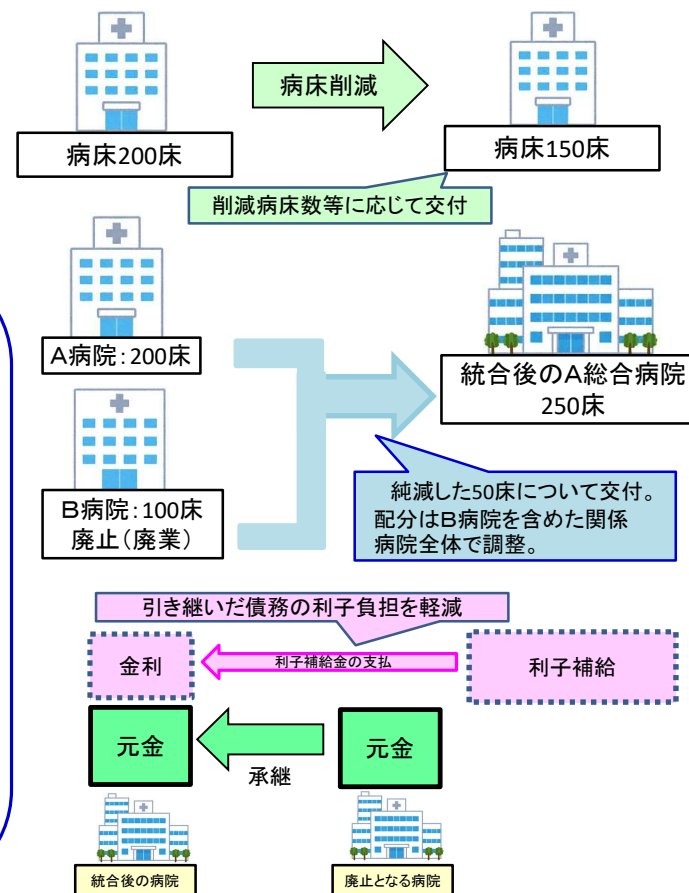 病床削減
病床200床
病床150床
削減病床数等に応じて交付
A病院：200床
B病院：100床
廃止（廃業）
統合後のA総合病院
250床
純減した50床について交付。
配分はB病院を含めた関係
病院全体で調整。
引き継いだ債務の利子負担を軽減
金利
利子補給金の支払
利子補給
元金
承継
元金
統合後の病院
廃止となる病院